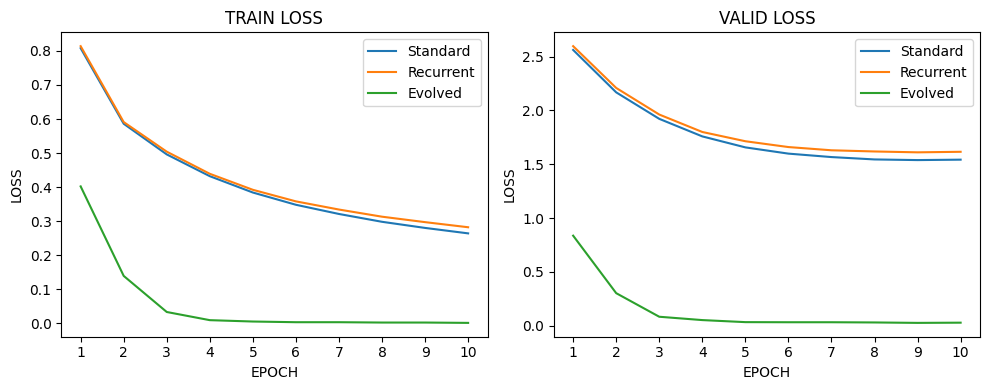 TRAIN LOSS
LOSS
0.8
0.7
0.6
0.5
0.4
0.3
0.2
0.1
0.0
Standard
Recurrent
Evolved
1 2 3 4 5 6 7 8 9 10
EPOCH
VALID LOSS
LOSS
2.5
2.0
1.5
1.0
0.5
0.0
Standard
Recurrent
Evolved
1 2 3 4 5 6 7 8 9 10
EPOCH